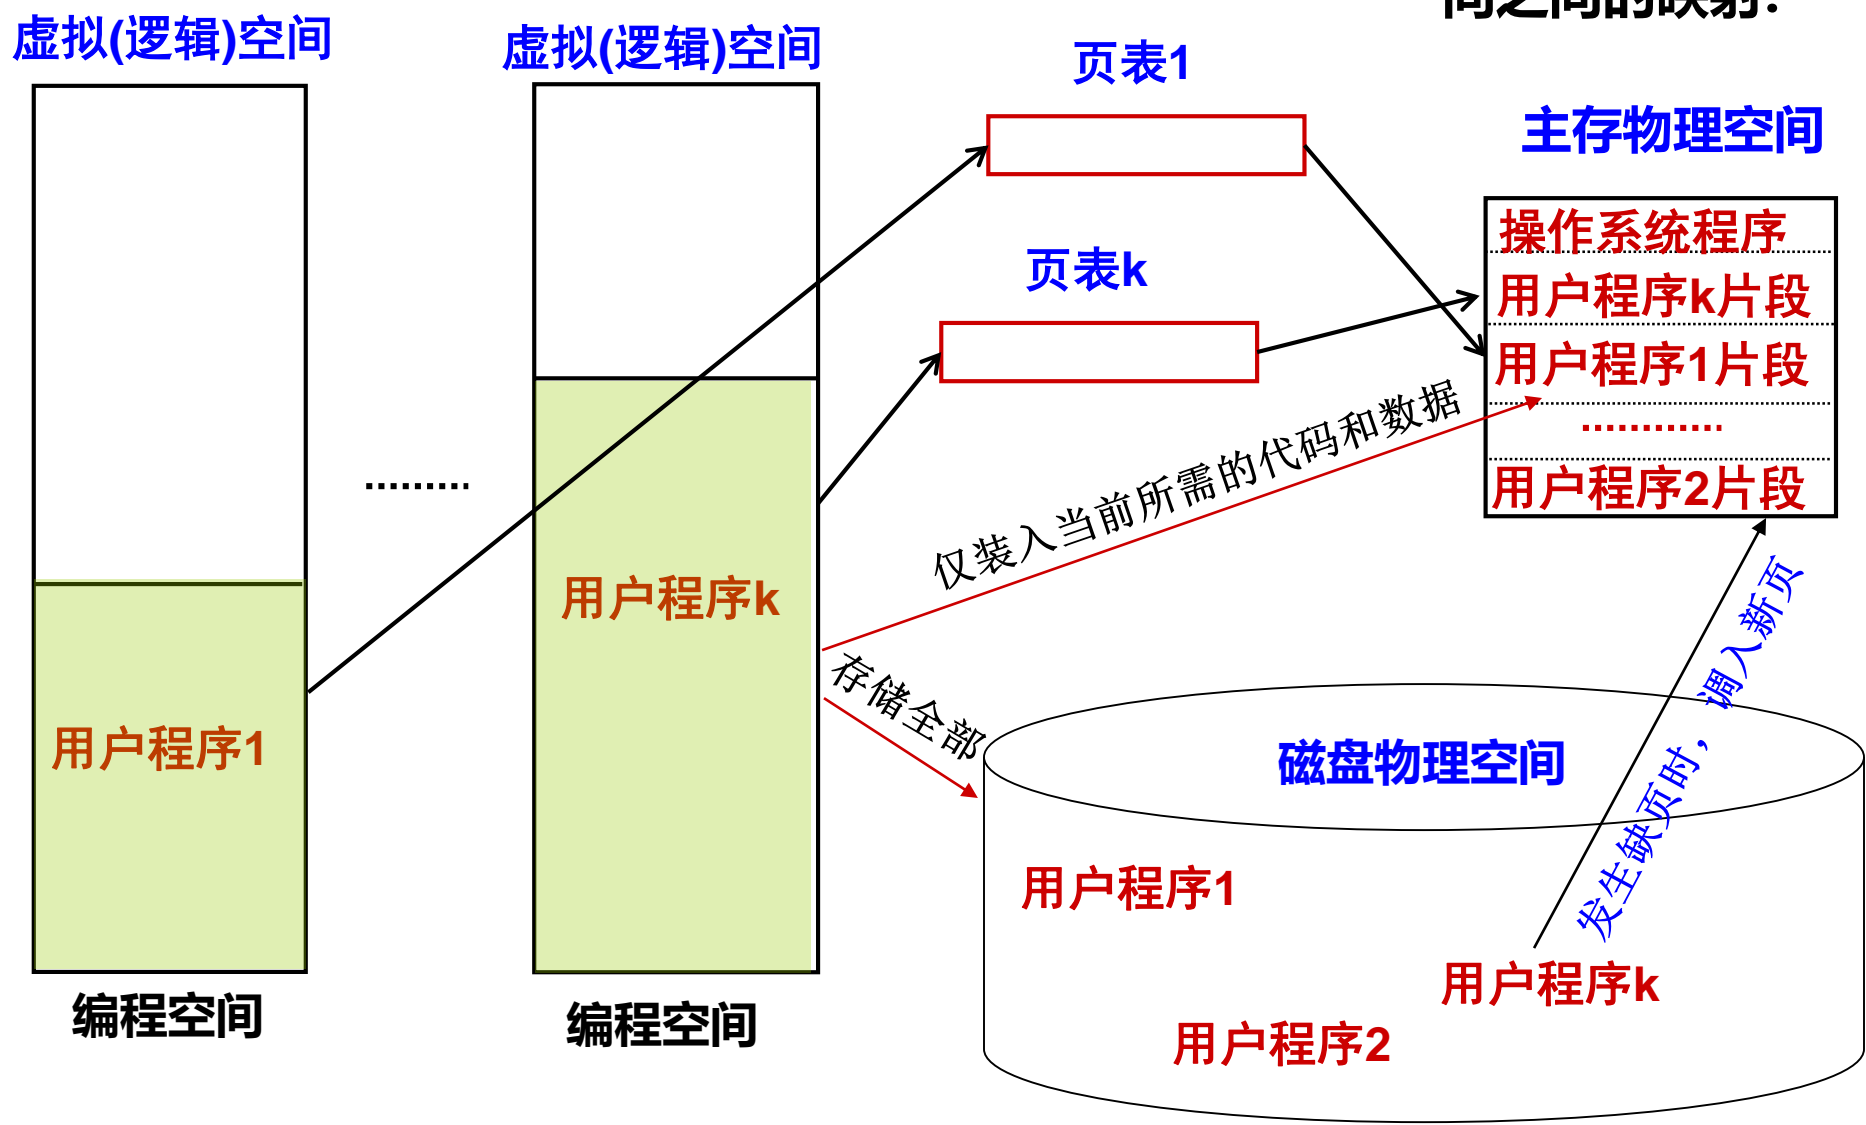 间之间的映射：
虚拟(逻辑)空间
虚拟(逻辑)空间
页表1
主存物理空间
操作系统程序
页表k
用户程序k片段
用户程序1片段
…………
用户程序2片段
………
仅装入当前所需的代码和数据
用户程序k
存储全部
用户程序1
发生缺页时，调入新页
磁盘物理空间
用户程序1
用户程序k
用户程序2
编程空间
编程空间